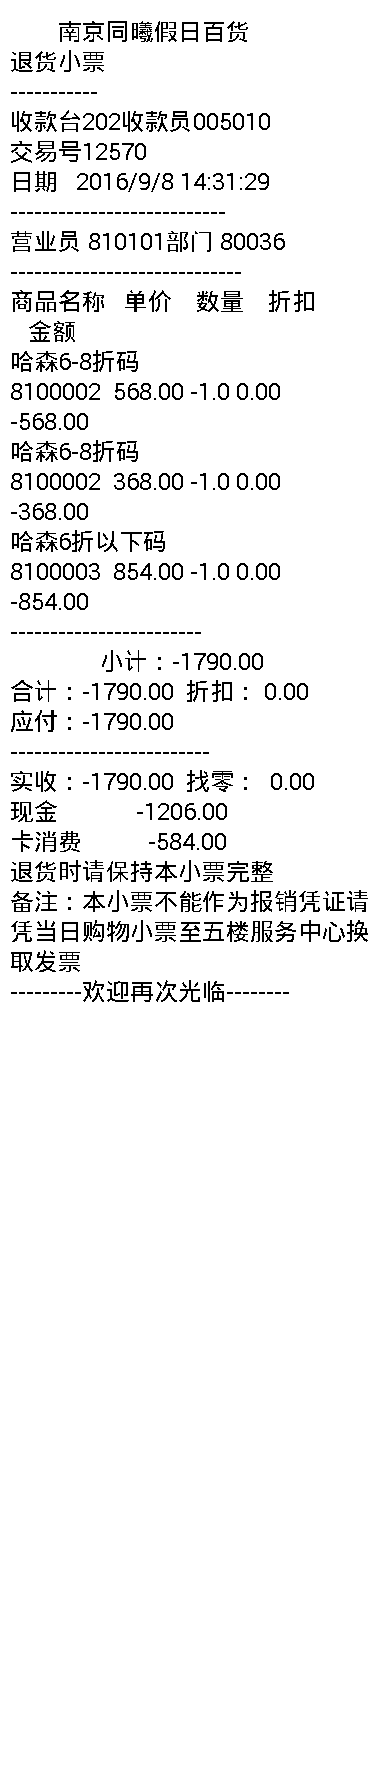 南京同曦假日百货
退货小票
-----------
收款台202收款员005010
交易号12570
日期 2016/9/8 14:31:29
---------------------------
营业员 810101部门 80036
-----------------------------
商品名称 单价 数量 折扣
金额
哈森6-8折码
8100002 568.00 -1.0 0.00
-568.00
哈森6-8折码
8100002 368.00 -1.0 0.00
-368.00
哈森6折以下码
8100003 854.00 -1.0 0.00
-854.00
------------------------
小计：-1790.00
合计：-1790.00 折扣： 0.00
应付：-1790.00
-------------------------
实收：-1790.00 找零： 0.00
现金 -1206.00
卡消费 -584.00
退货时请保持本小票完整
备注：本小票不能作为报销凭证请
凭当日购物小票至五楼服务中心换
取发票
---------欢迎再次光临--------